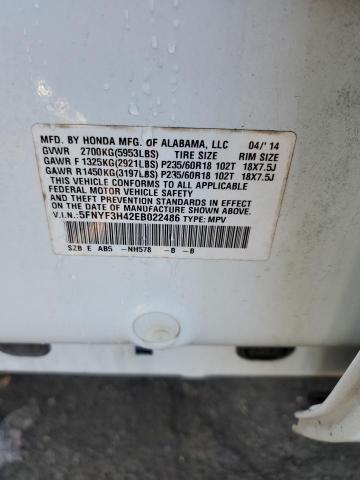 MFD. BY HONDA MFG. OF ALABAMA, LLC 04/'14
GVWR 2700KG(5953LBS) TIRE SIZE RIM SIZE
GAWR F 1325KG(2921LBS) P235/60R18 102T 18X7.5J
GAWR R1450KG(3197LBS) P235/60R18 102T 18X7.5J
THIS VEHICLE CONFORMS TO ALL APPLICABLE
FEDERAL MOTOR VEHICLE SAFETY AND THEFT
PREVENTION STANDARDS IN EFFECT ON THE
DATE OF MANUFACTURE SHOWN ABOVE.
V.I.N.:5FNYF3H42EB022486 TYPE: MPV
SZB E AB5 -NH578 -B -B